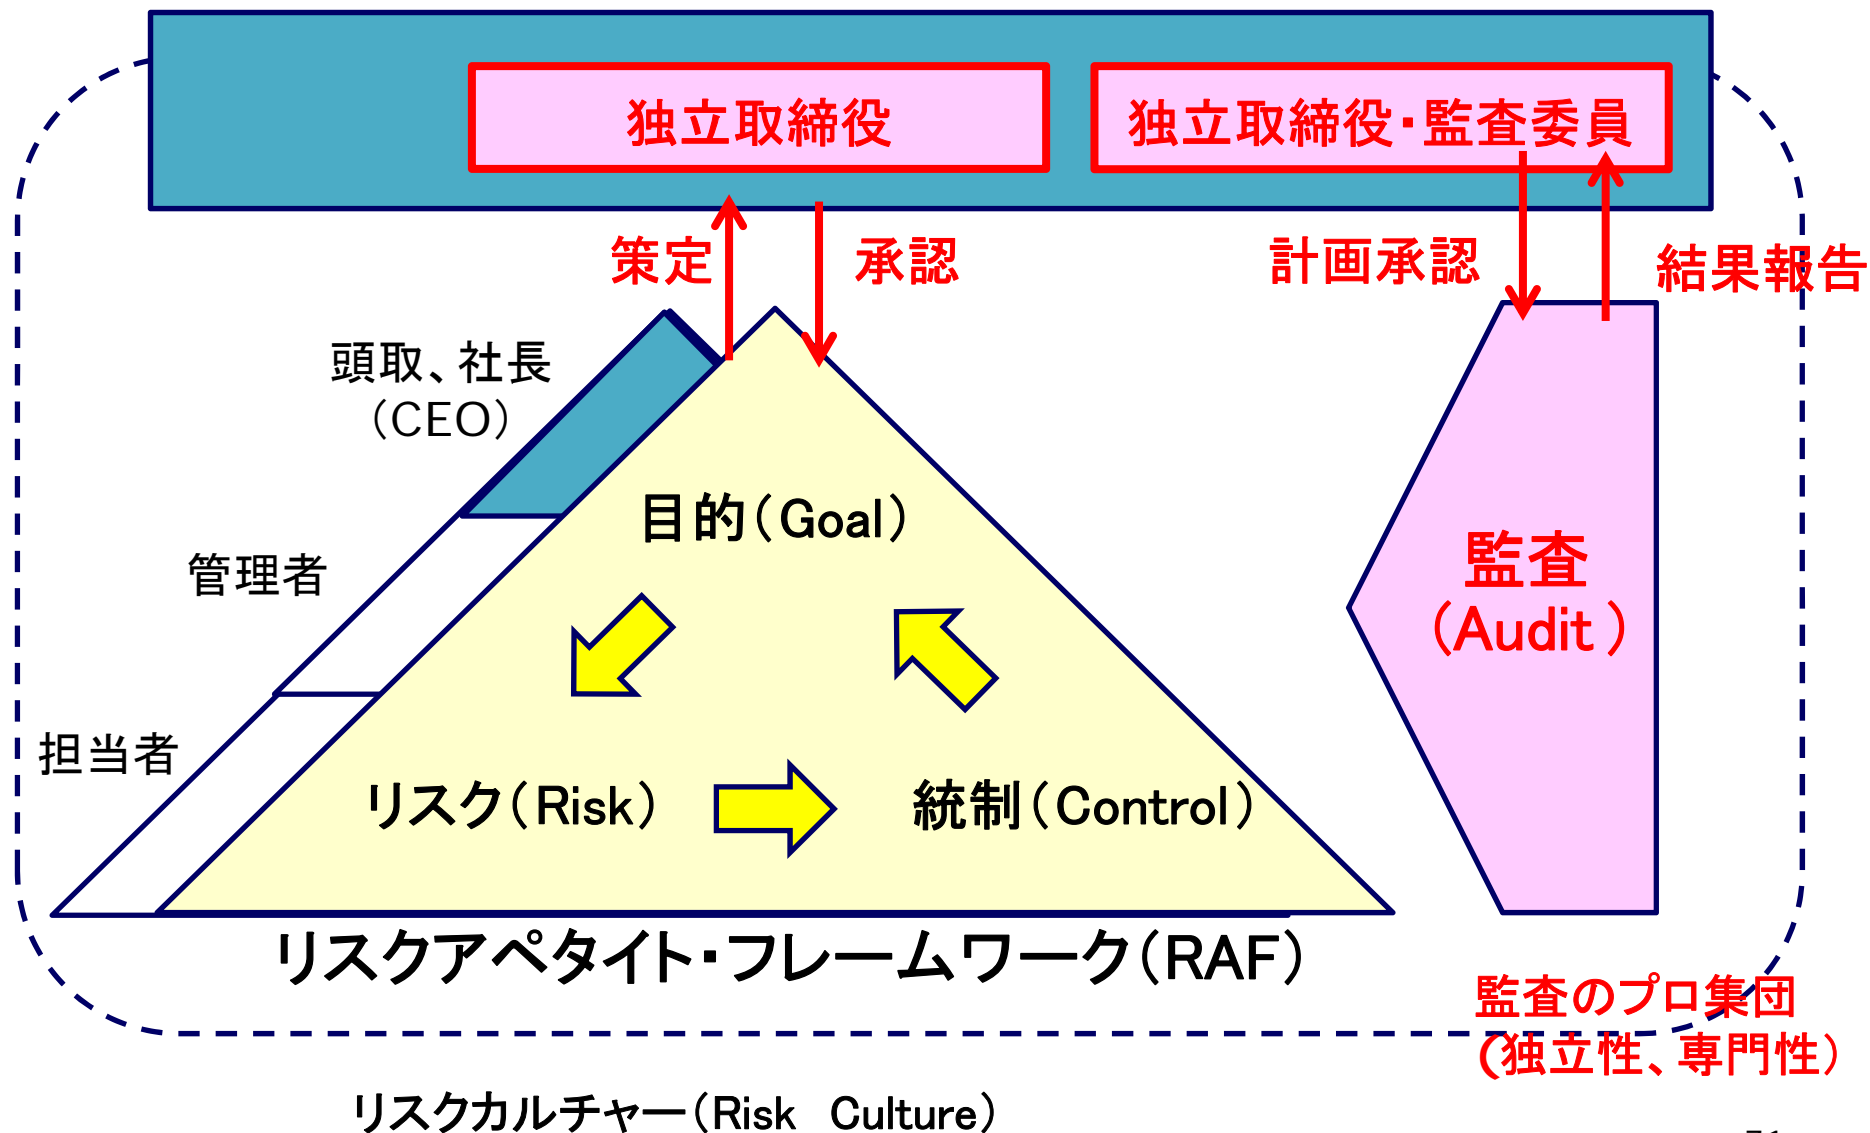 独立取締役
独立取締役・監査委員
策定
承認
計画承認
結果報告
頭取、社長
（CEO）
目的（Goal）
管理者
監査
（Audit ）
担当者
リスク（Risk）
統制（Control）
リスクアペタイト・フレームワーク（RAF）
監査のプロ集団
(独立性、専門性）
リスクカルチャー（Risk　Culture）